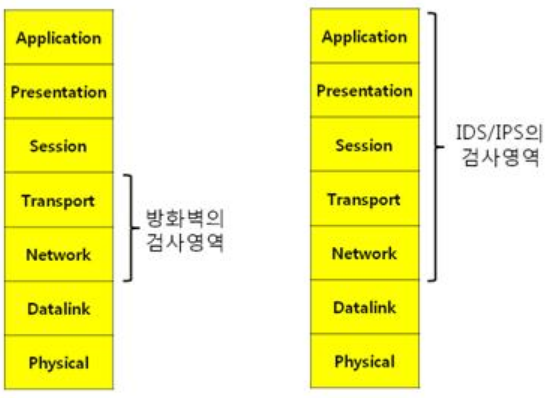 Application
Presentation
Session
Transport
Network
Datalink
Physical
방화벽의
검사영역
Application
Presentation
Session
Transport
Network
Datalink
Physical
IDS/IPS의
검사영역